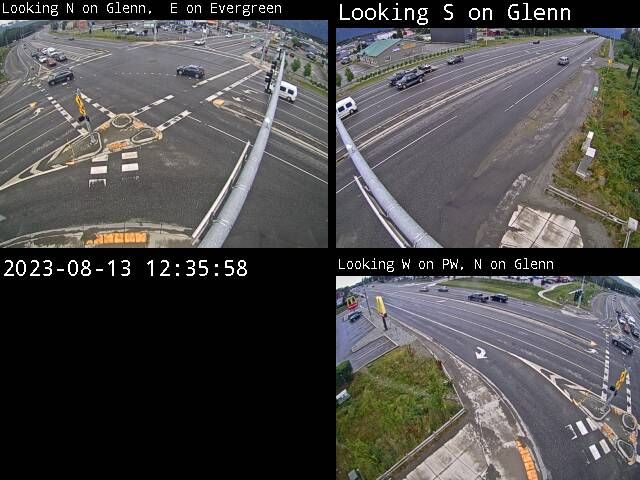 Looking N on Glenn,  E on Evergreen
Looking S on Glenn
2023-08-13 12:35:58
Looking W on PW, N on Glenn